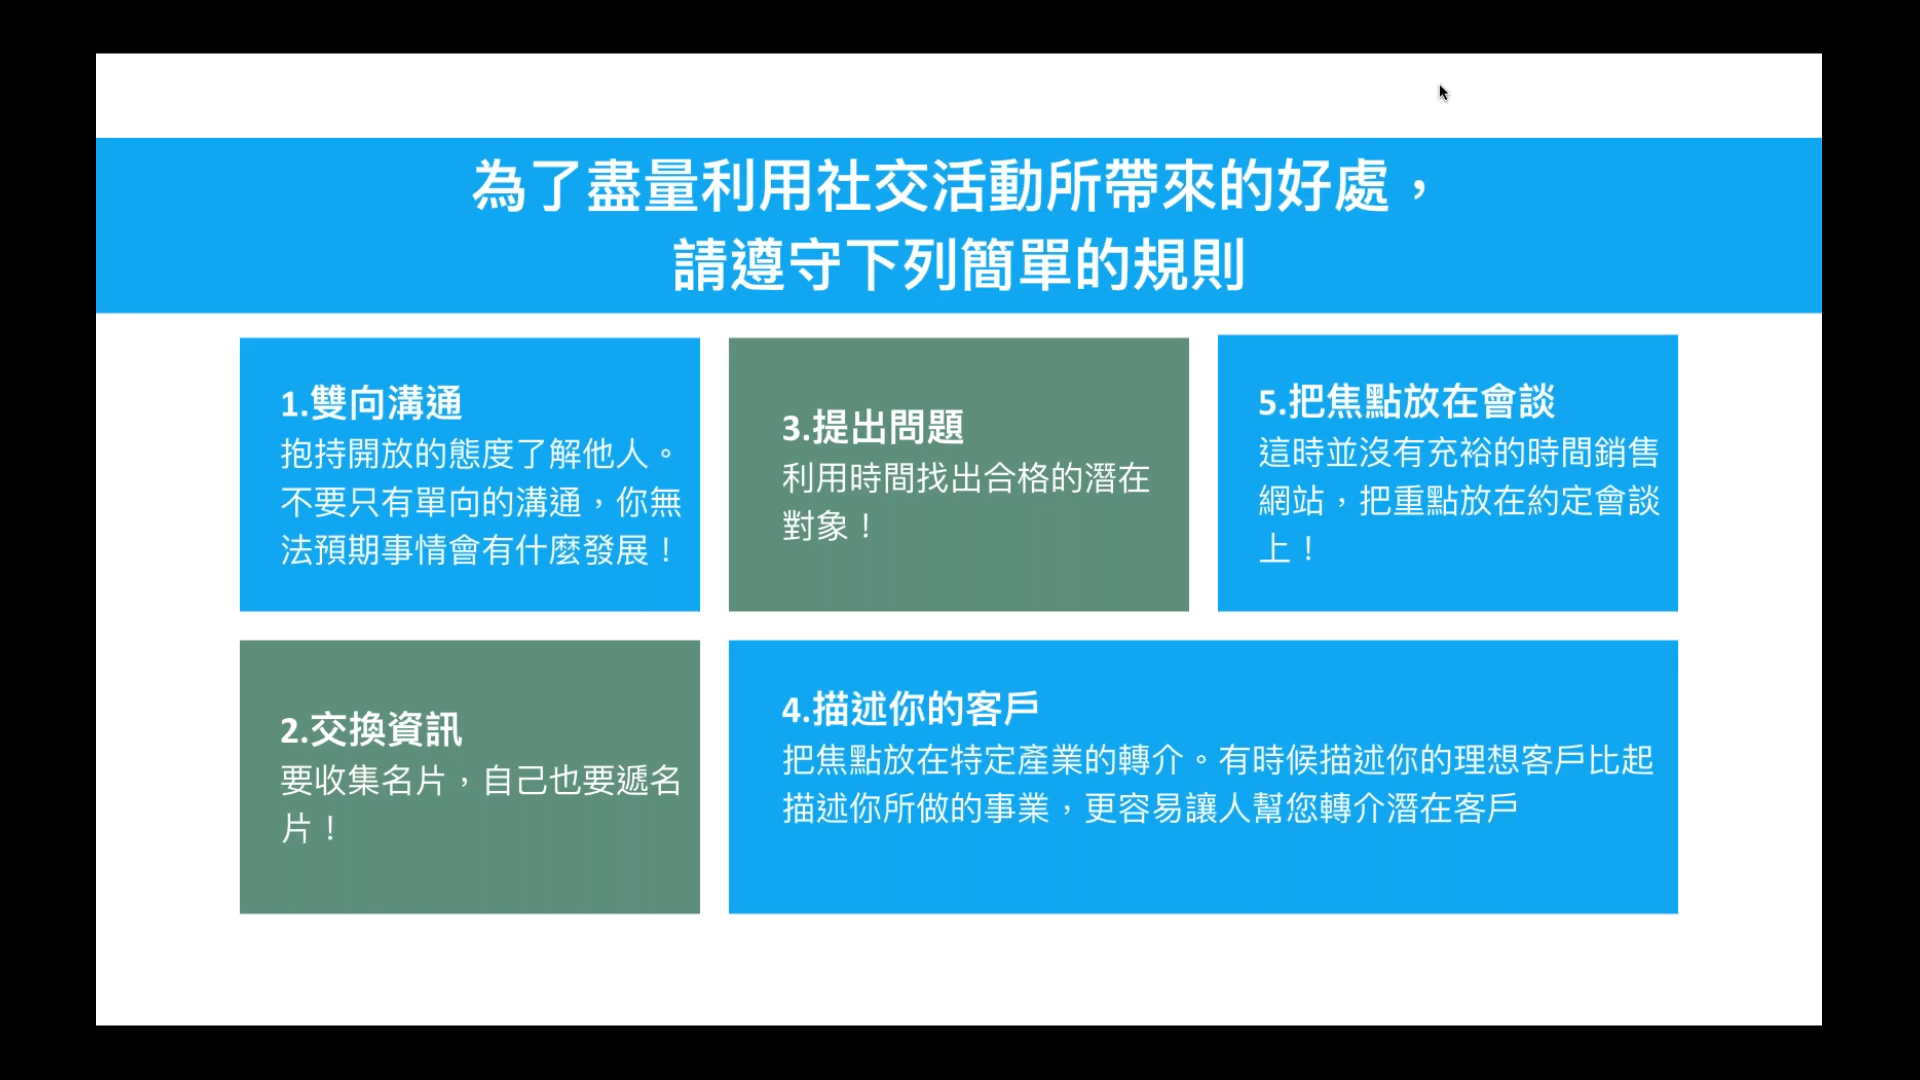 為了盡量利用社交活動所帶來的好處，
請遵守下列簡單的規則
1.雙向溝通
抱持開放的態度了解他人。
不要只有單向的溝通，你無
法預期事情會有什麼發展！
2.交換資訊
要收集名片，自己也要遞名
片！
3.提出問題
利用時間找出合格的潛在
對象！
4.描述你的客戶
把焦點放在特定產業的轉介。有時候描述你的理想客戶比起
描述你所做的事業，更容易讓人幫您轉介潛在客戶
5.把焦點放在會談
這時並沒有充裕的時間銷售
網站，把重點放在約定會談
上！